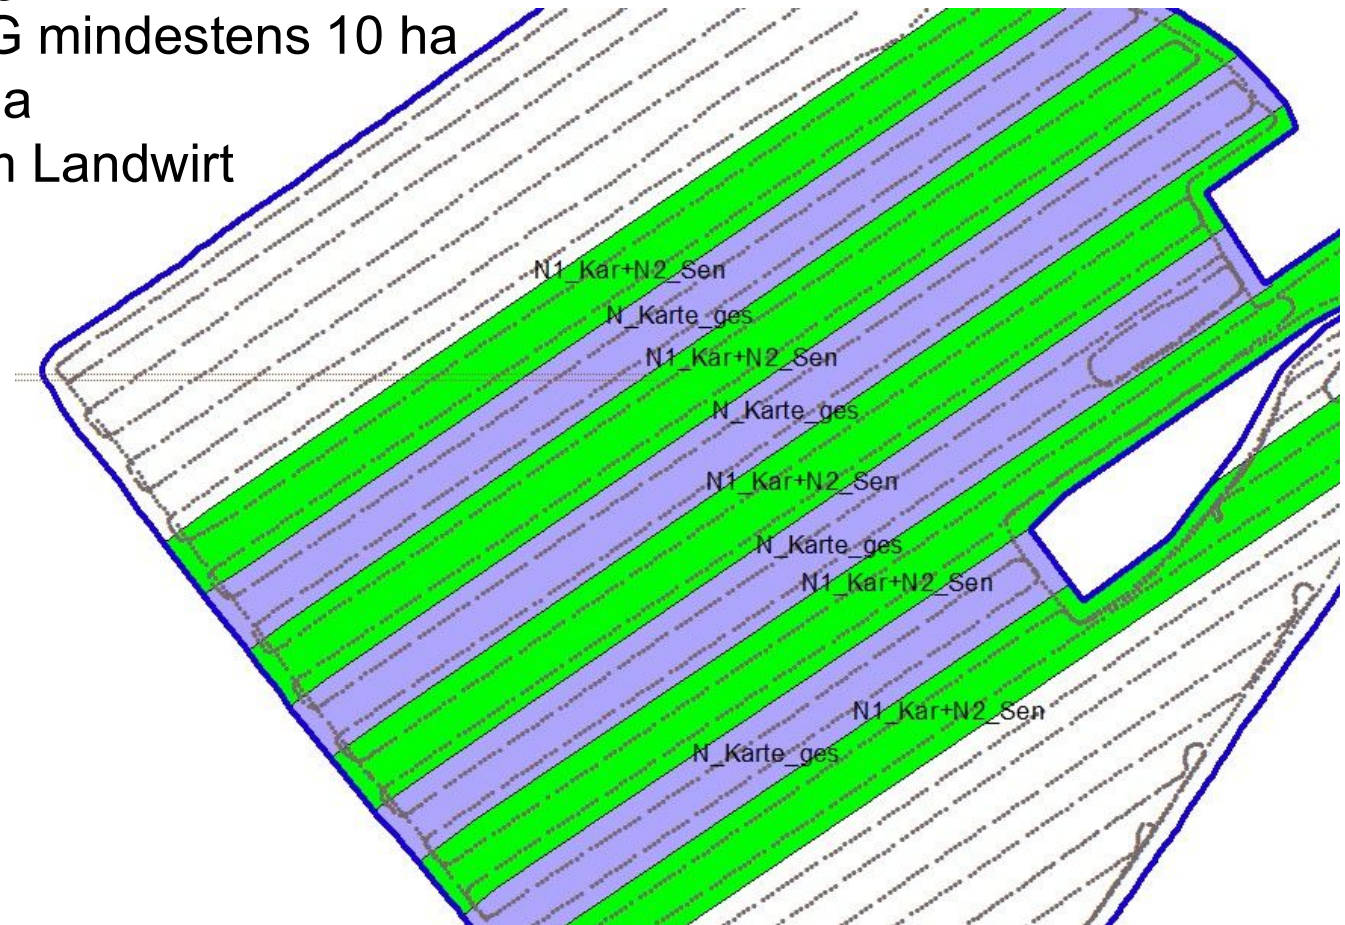 G mindestens 10 ha
a
Landwirt
N1_Kar+N2_Sen
N_Karte_ges
N1_Kar+N2_Sen
N_Karte_ges
N1_Kar+N2_Sen
N_Karte_ges
N1_Kar+N2_Sen
N1_Kar+N2_Sen
N_Karte_ges